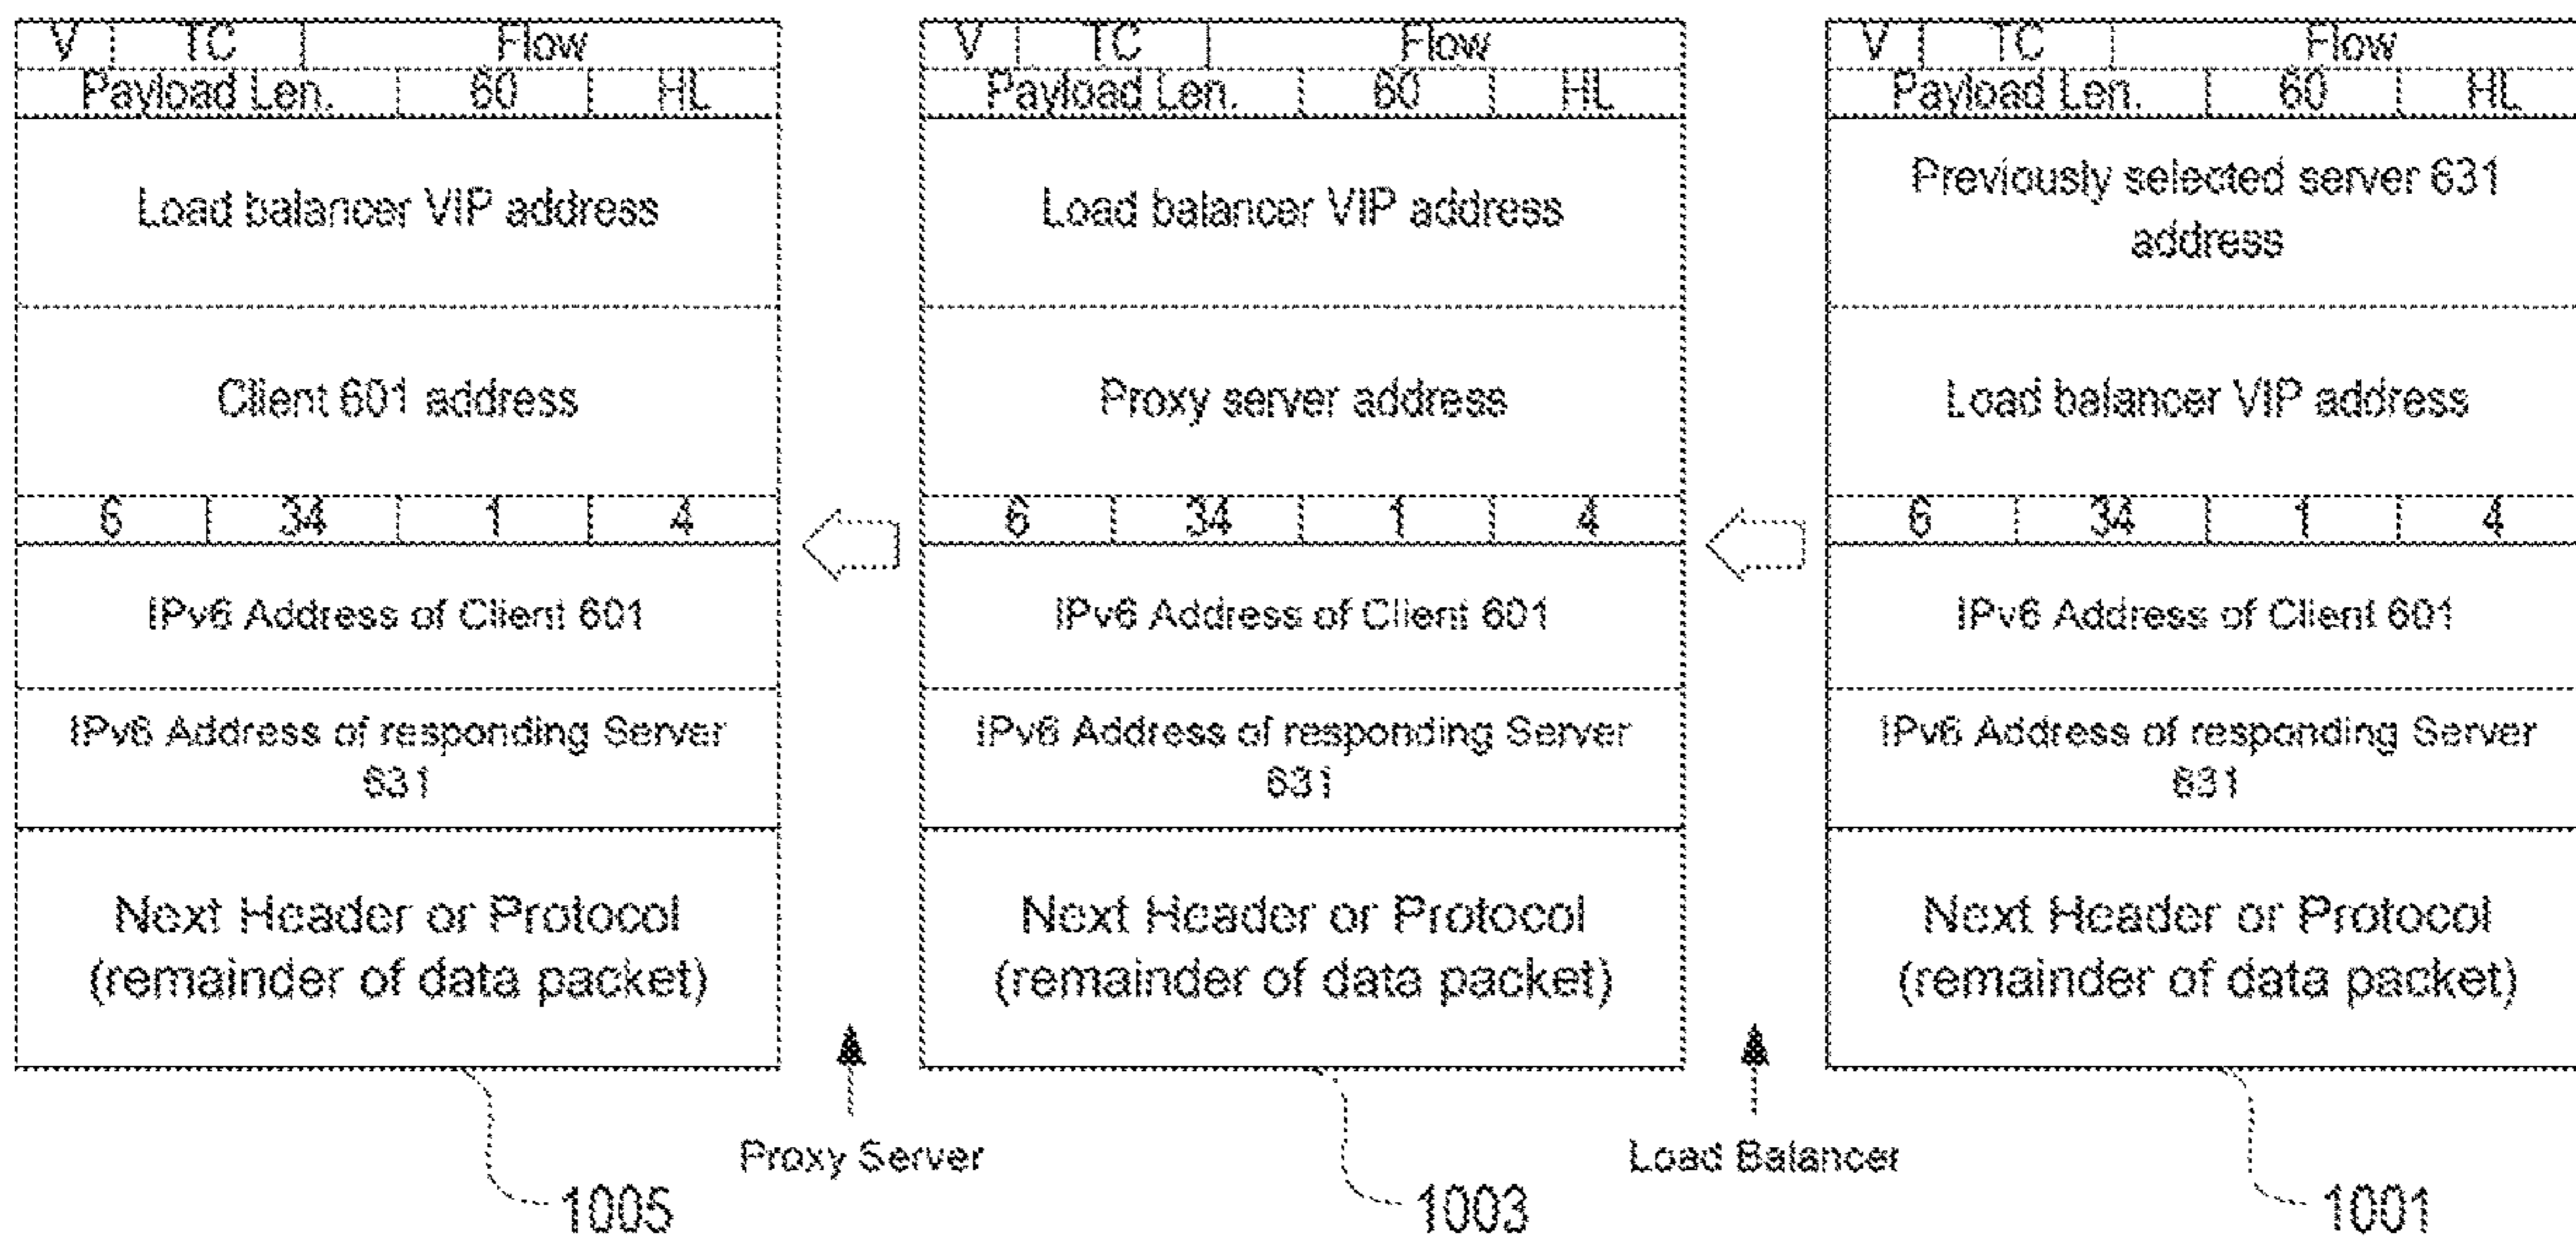 V TC Flow
Payload Len. 60 HL
Load balancer VIP address
Client 601 address
6 34 1 4
IPv6 Address of Client 601
IPv6 Address of responding Server
631
Next Header or Protocol
(remainder of data packet)
1005
Proxy Server
V TC Flow
Payload Len. 60 HL
Load balancer VIP address
Proxy server address
6 34 1 4
IPv6 Address of Client 601
IPv6 Address of responding Server
631
Next Header or Protocol
(remainder of data packet)
1003
Load Balancer
V TC Flow
Payload Len. 60 HL
Previously selected server 631
address
Load balancer VIP address
6 34 1 4
IPv6 Address of Client 601
IPv6 Address of responding Server
631
Next Header or Protocol
(remainder of data packet)
1001